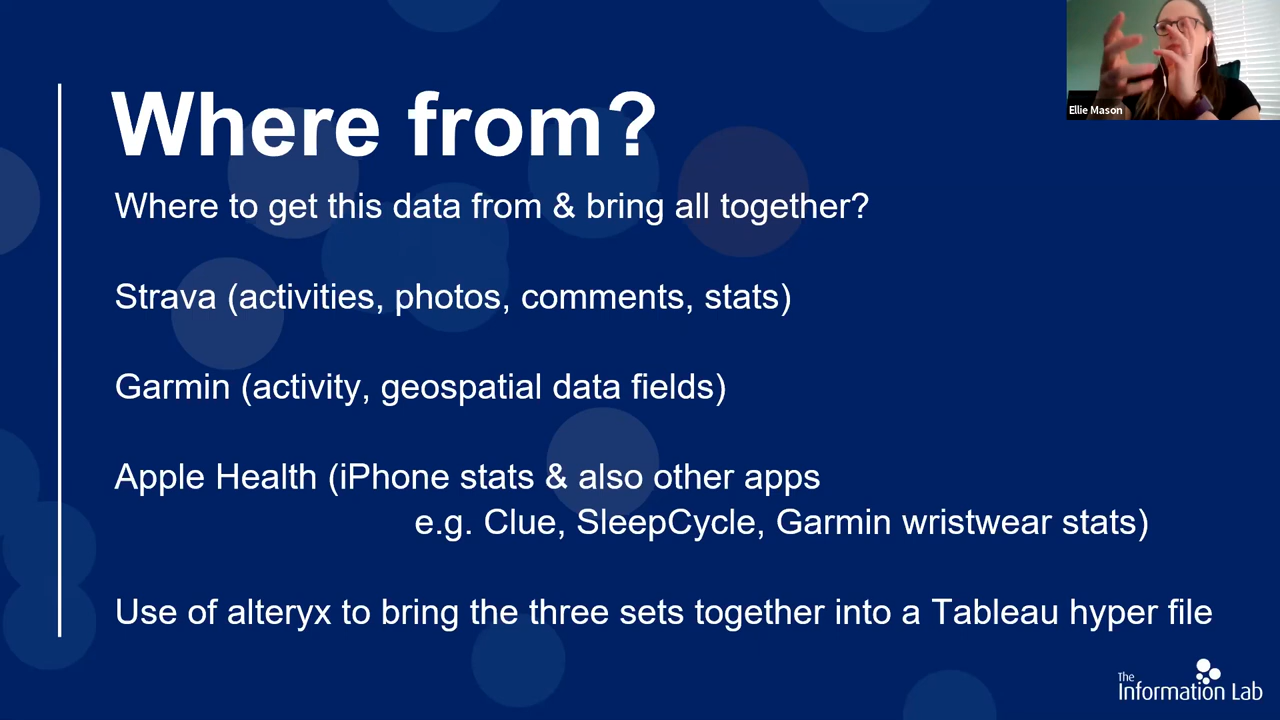 Where from?
Where to get this data from & bring all together?
Strava (activities, photos, comments, stats)
Garmin (activity, geospatial data fields)
Apple Health (iPhone stats & also other apps
e.g. Clue, SleepCycle, Garmin wristwear stats)
Use of alteryx to bring the three sets together into a Tableau hyper file
Ellie Mason
The
Information Lab